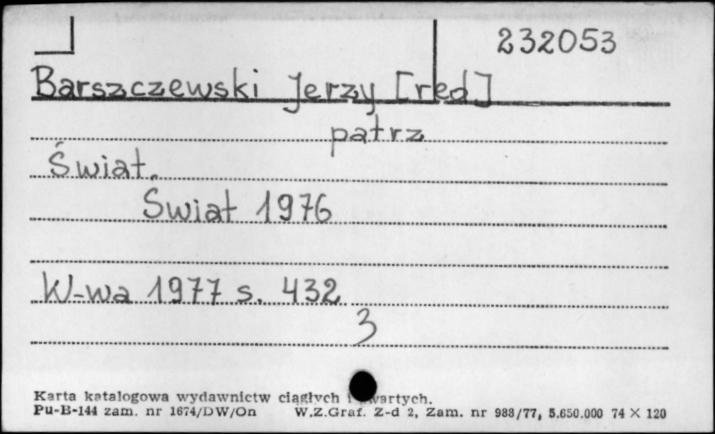 232053
Barszczewski Jerzy [red]
patrz
Świat.
Świat 1976
W-wa 1977 s. 432
3
Karta katalogowa wydawnictw ciągłych i
Pu-B-144 zam. nr 1674/DW/On W.Z.Graf. Z-d 2, Zam. nr 988/77, 5.650.000 74 × 120